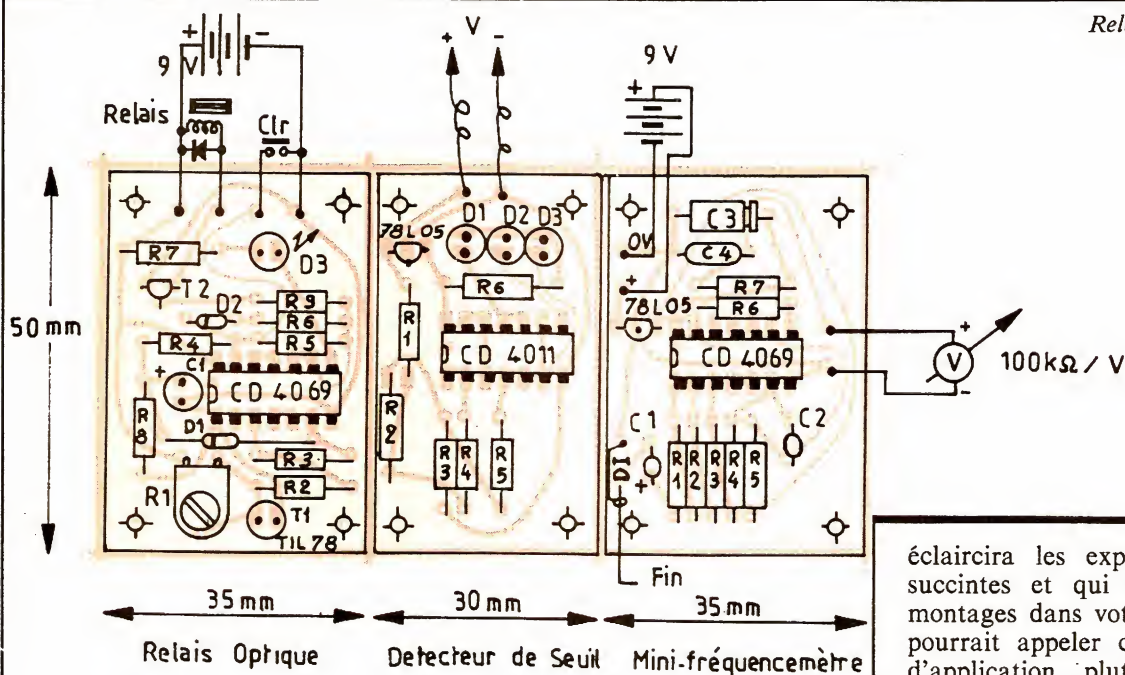 Rel
+ V -
+ -
9 V
9 V
+
Relais
Clr
D1 D2 D3
78L05
C3
0V
C4
R7
D3
+
T2
R6
R7
78L05
R6
D2
R9
R6
R5
R4
R1
50 mm
CD 4011
CD 4069
+
V
-
100kΩ / V
C1
+
CD 4069
R8
D1
R2
R3
R4
R5
C1
C2
DI
+
R1
R2
R3
R4
R5
R3
R2
R1
T1
TIL78
Fin
35 mm
30 mm
35 mm
Relais Optique
Detecteur de Seuil
Mini-fréquencemètre
éclaircira les exp
succintes et qui
montages dans vot
pourrait appeler d
d'application plut